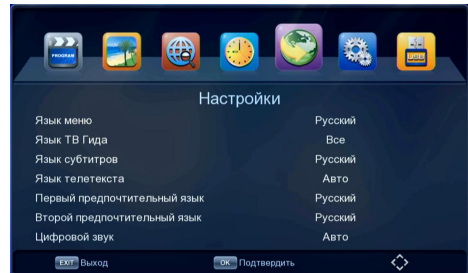 PROGRAM
USB
Настройки
Язык меню Русский
Язык ТВ Гида Все
Язык субтитров Русский
Язык телетекста Авто
Первый предпочтительный язык Русский
Второй предпочтительный язык Русский
Цифровой звук Авто
EXIT Выход OK Подтвердить